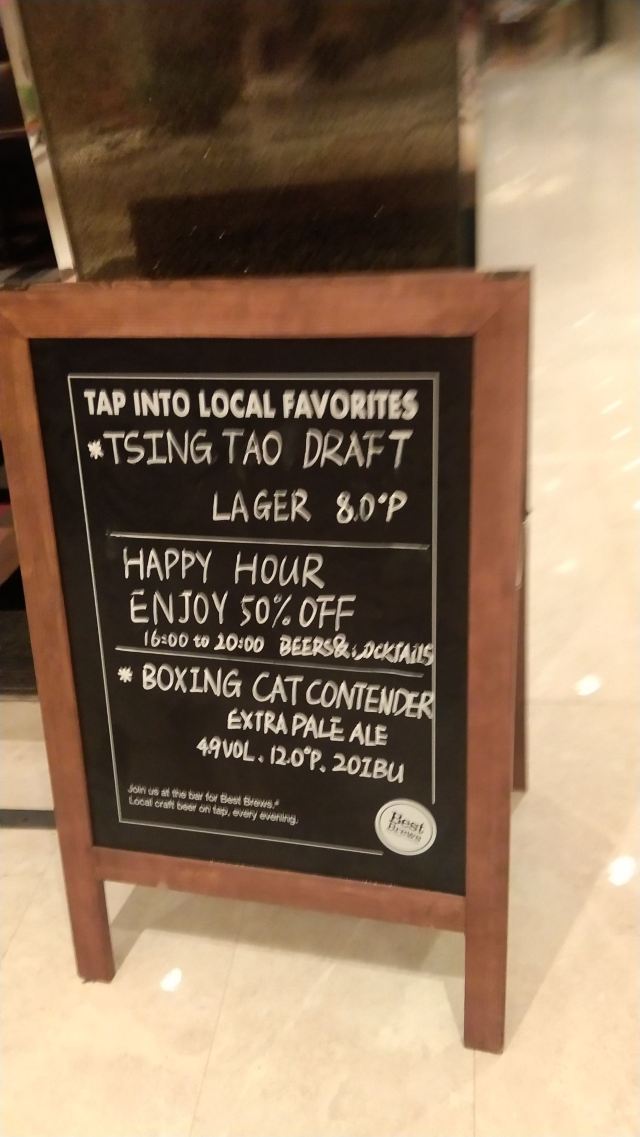 TAP INTO LOCAL FAVORITES
*TSING TAO DRAFT
LAGER 8.0°P
HAPPY HOUR
ENJOY 50% OFF
16:00 to 20:00 BEERS & COCKTAILS
* BOXING CAT CONTENDER
EXTRA PALE ALE
4.9VOL. 12.0°P. 20IBU
Join us at the bar for Best Brews.®
Local craft beer on tap, every evening.
Best
Brews